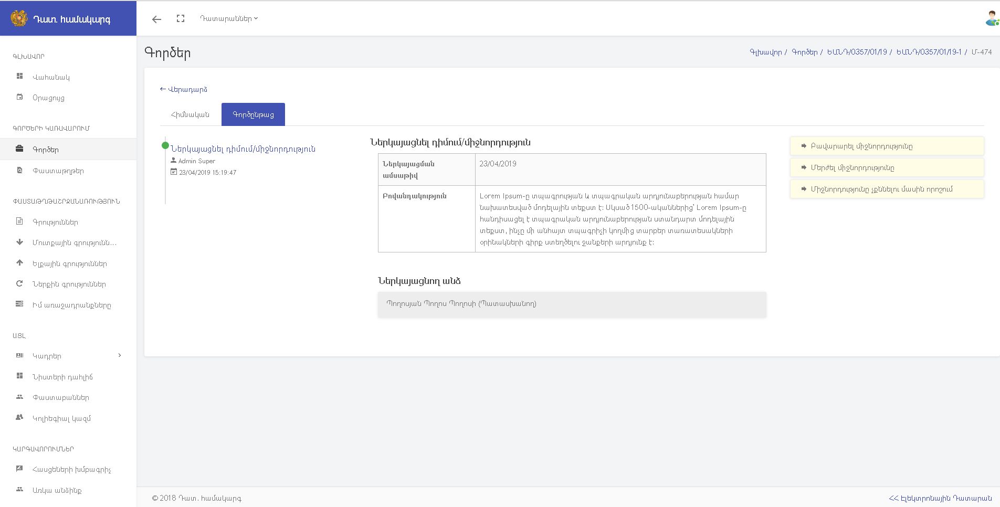 Դատ. համակարգ
Դատարաններ
ԳԼԽԱՎՈՐ
Վահանակ
Օրացույց
ԳՈՐԾԵՐԻ ԿԱՌԱՎԱՐՈՒՄ
Գործեր
Փաստաթղթեր
ՓԱՍՏԱԹՂԹԱՇՐՋԱՆԱՌՈՒԹՅՈՒՆ
Գրություններ
Մուտքային գրությունն...
Ելքային գրություններ
Ներքին գրություններ
Իմ առաջադրանքները
ԱՅԼ
Կադրեր
Նիստերի դահլիճ
Փաստաբաններ
Կոլիեգիալ կազմ
ԿԱՐԳԱՎՈՐՈՒՄՆԵՐ
Հասցեների խմբագրիչ
Առկա անձինք
Գործեր
Գլխավոր / Գործեր / ԵԱՆԴ/0357/01/19 / ԵԱՆԴ/0357/01/19-1 / Մ-474
← Վերադարձ
Հիմնական Գործընթաց
Ներկայացնել դիմում/միջնորդություն
Admin Super
23/04/2019 15:19:47
Ներկայացնել դիմում/միջնորդություն
Ներկայացման
ամսաթիվ
23/04/2019
Բովանդակություն
Lorem Ipsum-ը տպագրության և տպագրական արդյունաբերության համար
նախատեսված մոդելային տեքստ է: Սկսած 1500-ականներից՝ Lorem Ipsum-ը
հանդիսացել է տպագրական արդյունաբերության ստանդարտ մոդելային
տեքստ, ինչը մի անհայտ տպագրիչի կողմից տարբեր տառատեսակների
օրինակների գիրք ստեղծելու ջանքերի արդյունք է:
Ներկայացնող անձ
Պողոսյան Պողոս Պողոսի (Պատասխանող)
Բավարարել միջնորդությունը
Մերժել միջնորդությունը
Միջնորդությունը չքննելու մասին որոշում
© 2018 Դատ. համակարգ
ՀՀ Էլեկտրոնային Դատարան